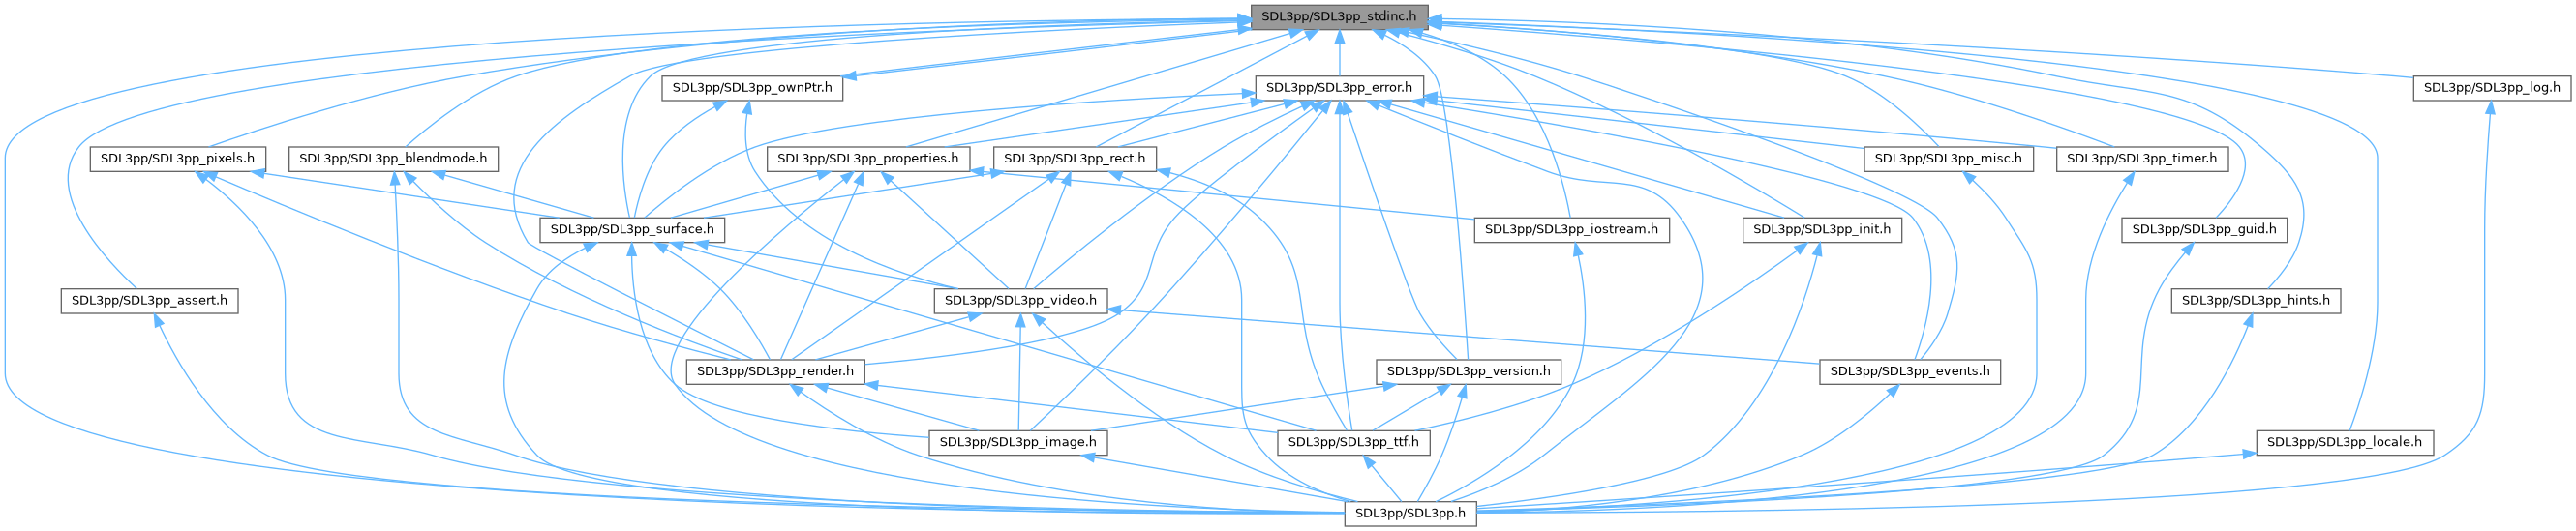 SDL3pp/SDL3pp_stdinc.h
SDL3pp/SDL3pp_ownPtr.h
SDL3pp/SDL3pp_error.h
SDL3pp/SDL3pp_log.h
SDL3pp/SDL3pp_pixels.h
SDL3pp/SDL3pp_blendmode.h
SDL3pp/SDL3pp_properties.h
SDL3pp/SDL3pp_rect.h
SDL3pp/SDL3pp_misc.h
SDL3pp/SDL3pp_timer.h
SDL3pp/SDL3pp_surface.h
SDL3pp/SDL3pp_iostream.h
SDL3pp/SDL3pp_init.h
SDL3pp/SDL3pp_guid.h
SDL3pp/SDL3pp_assert.h
SDL3pp/SDL3pp_video.h
SDL3pp/SDL3pp_hints.h
SDL3pp/SDL3pp_render.h
SDL3pp/SDL3pp_version.h
SDL3pp/SDL3pp_events.h
SDL3pp/SDL3pp_image.h
SDL3pp/SDL3pp_ttf.h
SDL3pp/SDL3pp_locale.h
SDL3pp/SDL3pp.h